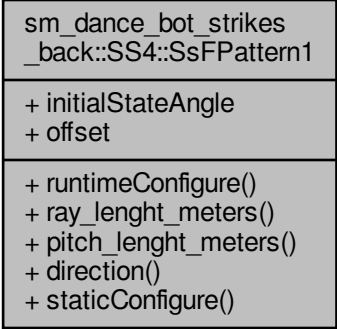 sm_dance_bot_strikes
_back::SS4::SsFPattern1
+ initialStateAngle
+ offset
+ runtimeConfigure()
+ ray_lenght_meters()
+ pitch_lenght_meters()
+ direction()
+ staticConfigure()